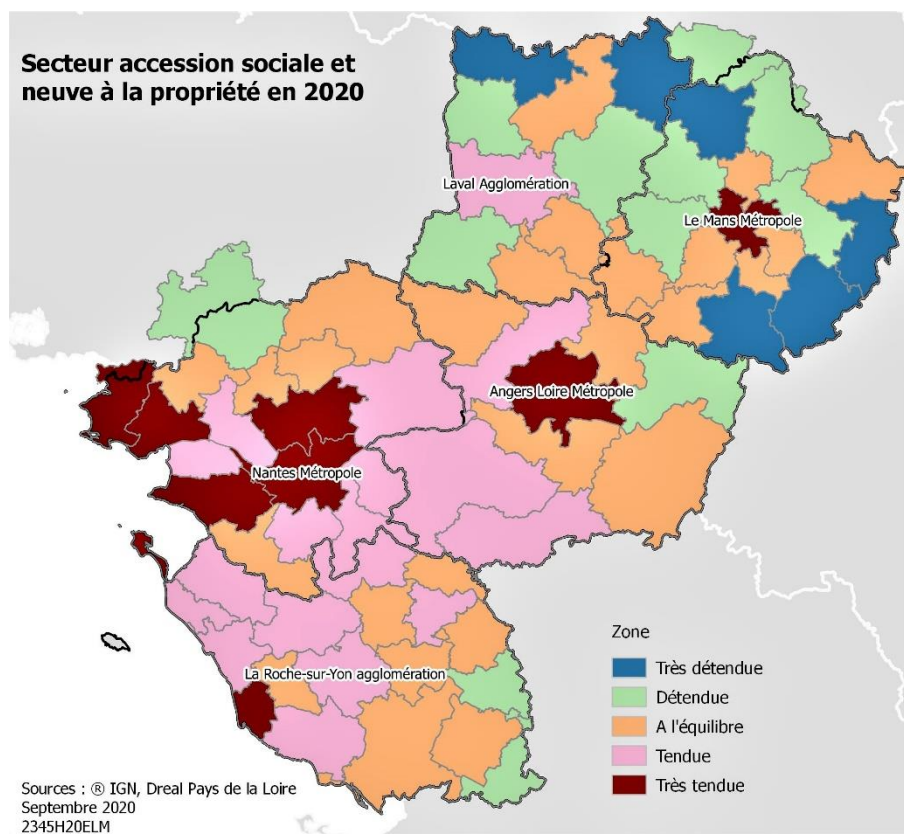 Secteur accession sociale et
neuve à la propriété en 2020
Laval Agglomération
Le Mans Métropole
Angers Loire Métropole
Nantes Métropole
La Roche-sur-Yon agglomération
Zone
Très détendue
Détendue
A l'équilibre
Tendue
Très tendue
Sources : ® IGN, Dreal Pays de la Loire
Septembre 2020
2345H20ELM